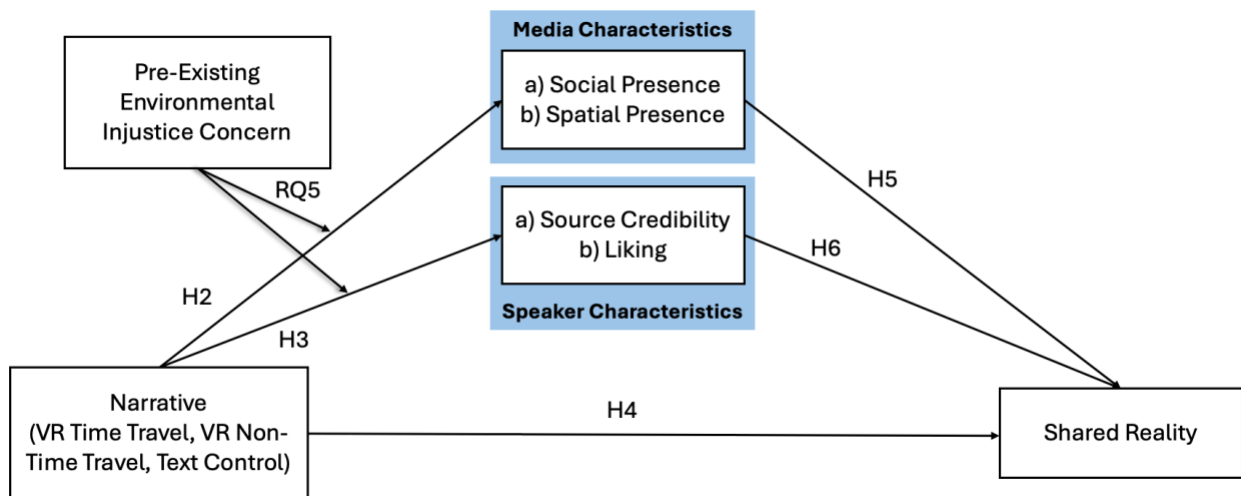 Media Characteristics
Pre-Existing
Environmental
Injustice Concern
a) Social Presence
b) Spatial Presence
RQ5
H5
a) Source Credibility
b) Liking
H6
H2
Speaker Characteristics
H3
Narrative
(VR Time Travel, VR Non-
Time Travel, Text Control)
H4
Shared Reality